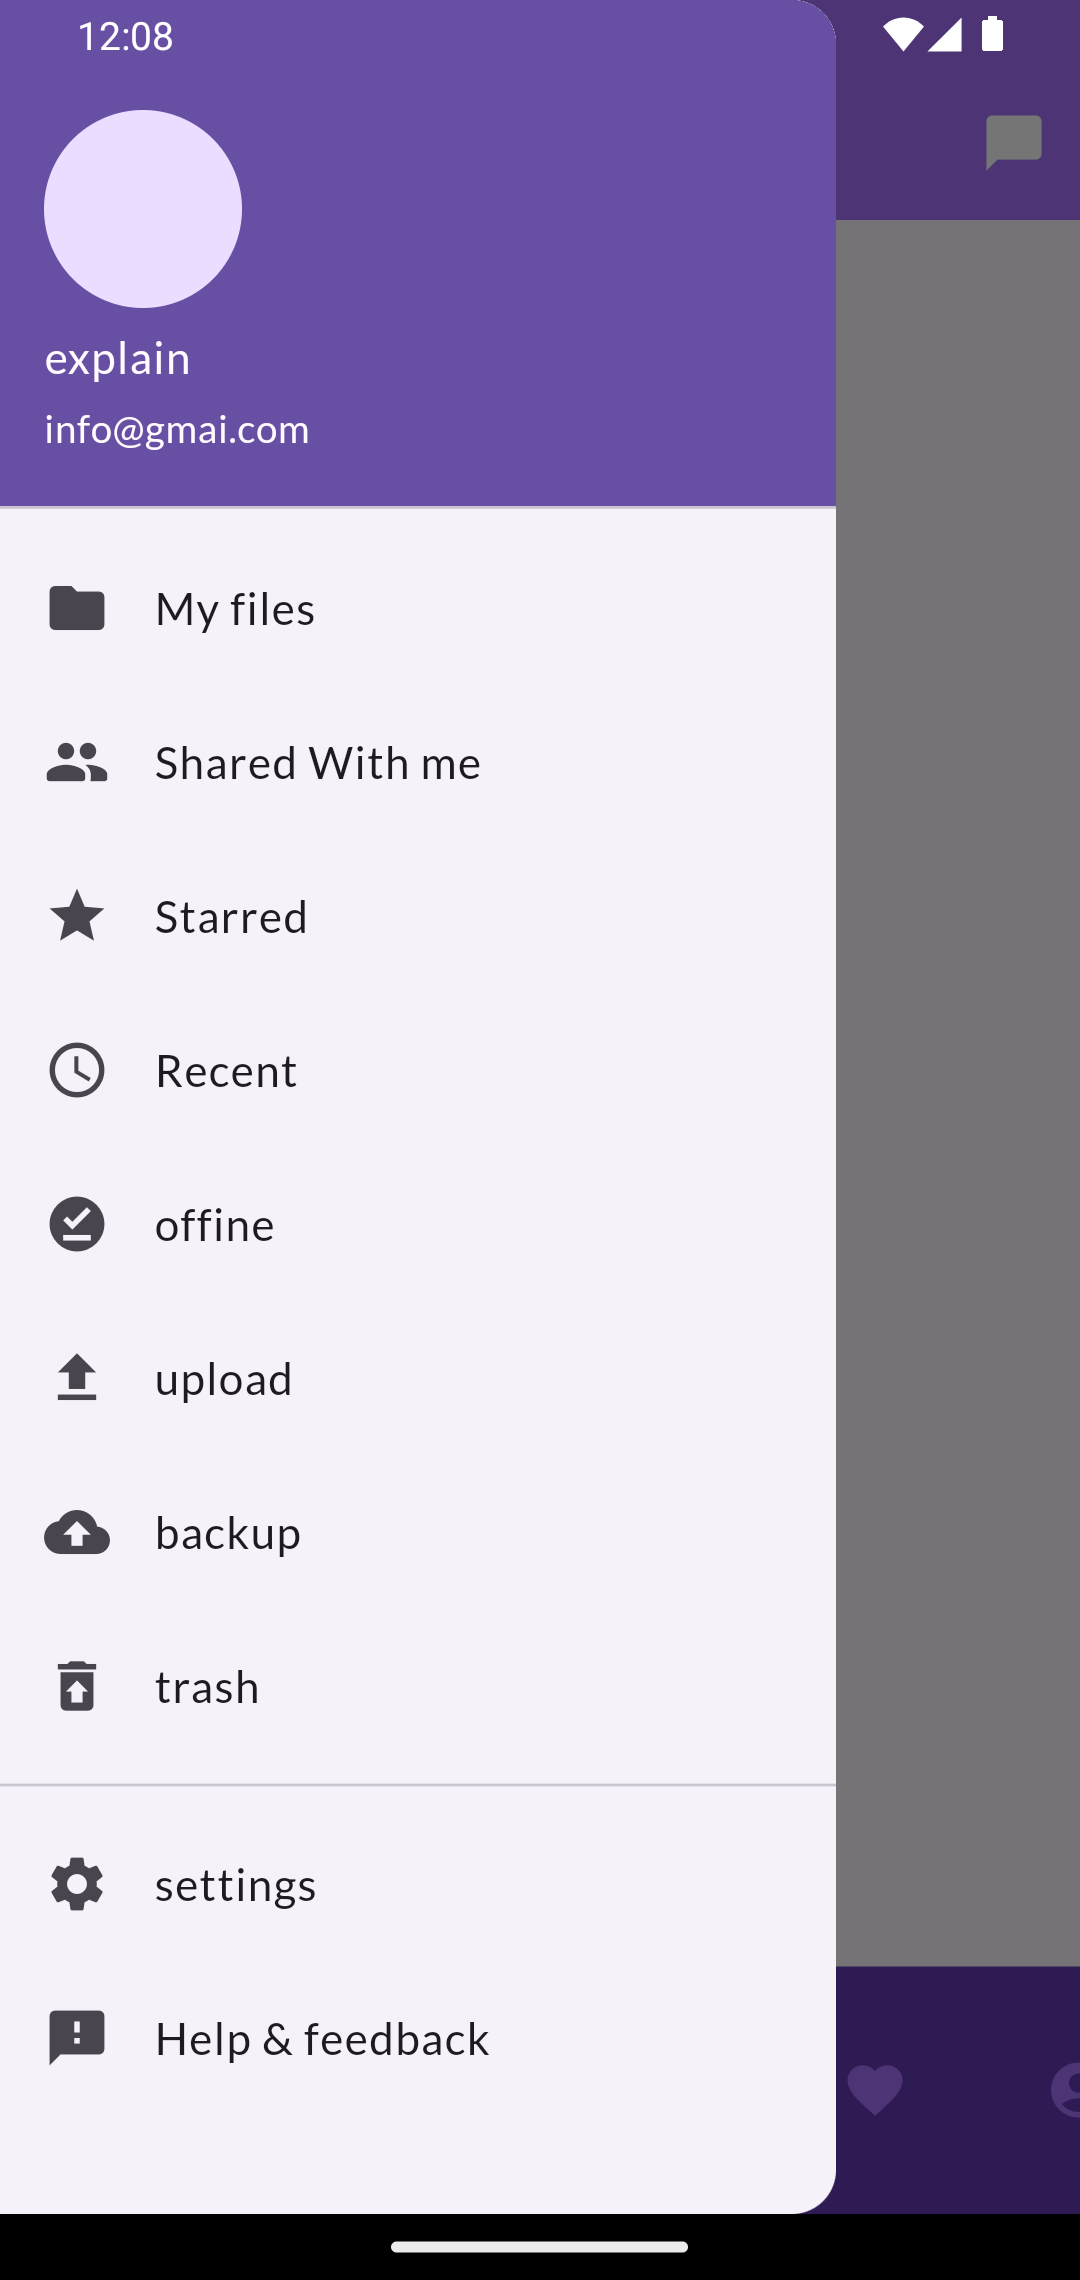 12:08
explain
info@gmai.com
My files
Shared With me
Starred
Recent
offine
upload
backup
trash
settings
Help & feedback